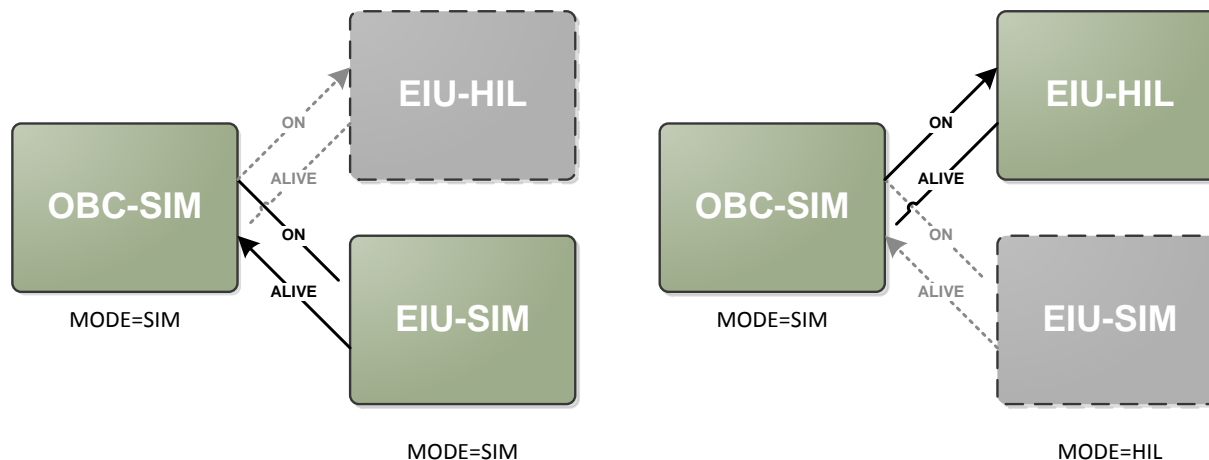 EIU-HIL
ON
ALIVE
OBC-SIM
ON
ALIVE
EIU-SIM
MODE=SIM
MODE=SIM
EIU-HIL
ON
ALIVE
OBC-SIM
ON
ALIVE
EIU-SIM
MODE=SIM
MODE=HIL